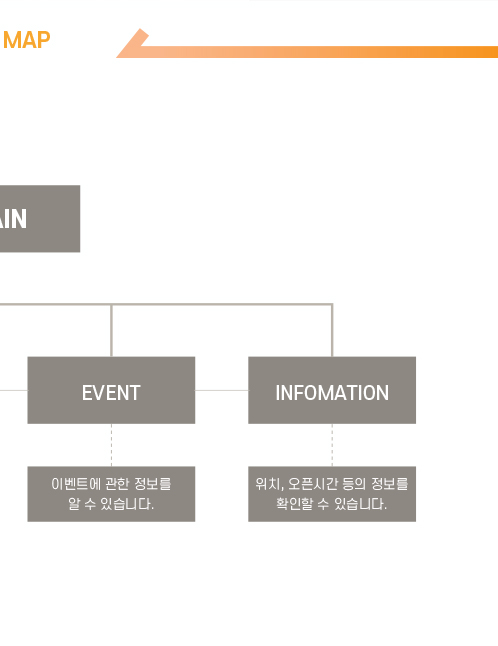 MAP
AIN
EVENT
INFOMATION
이벤트에 관한 정보를
알 수 있습니다.
위치, 오픈시간 등의 정보를
확인할 수 있습니다.